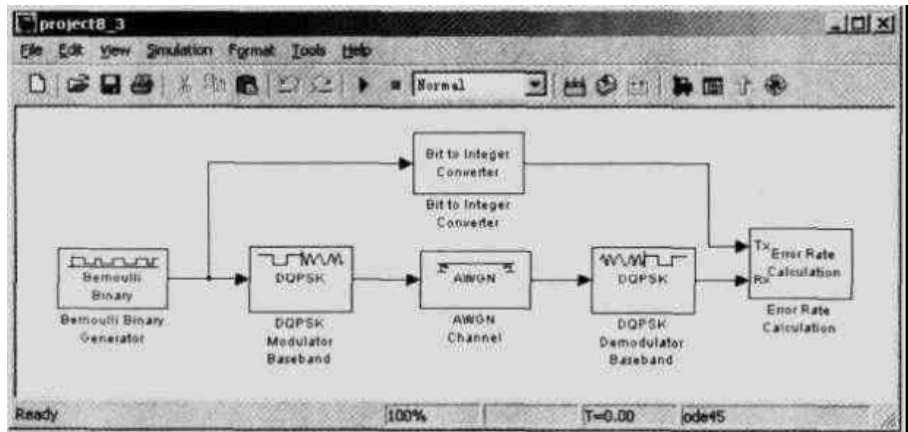 project8_3
File Edit View Simulation Format Tools Help
Normal
Bit to Integer
Converter
Bit to Integer
Converter
Bernoulli
Binary
Bernoulli Binary
Generator
DQPSK
DQPSK
Modulator
Baseband
AWGN
AWGN
Channel
DQPSK
DQPSK
Demodulator
Baseband
Tx
Rx
Error Rate
Calculation
Error Rate
Calculation
Ready 100% T=0.00 ode45